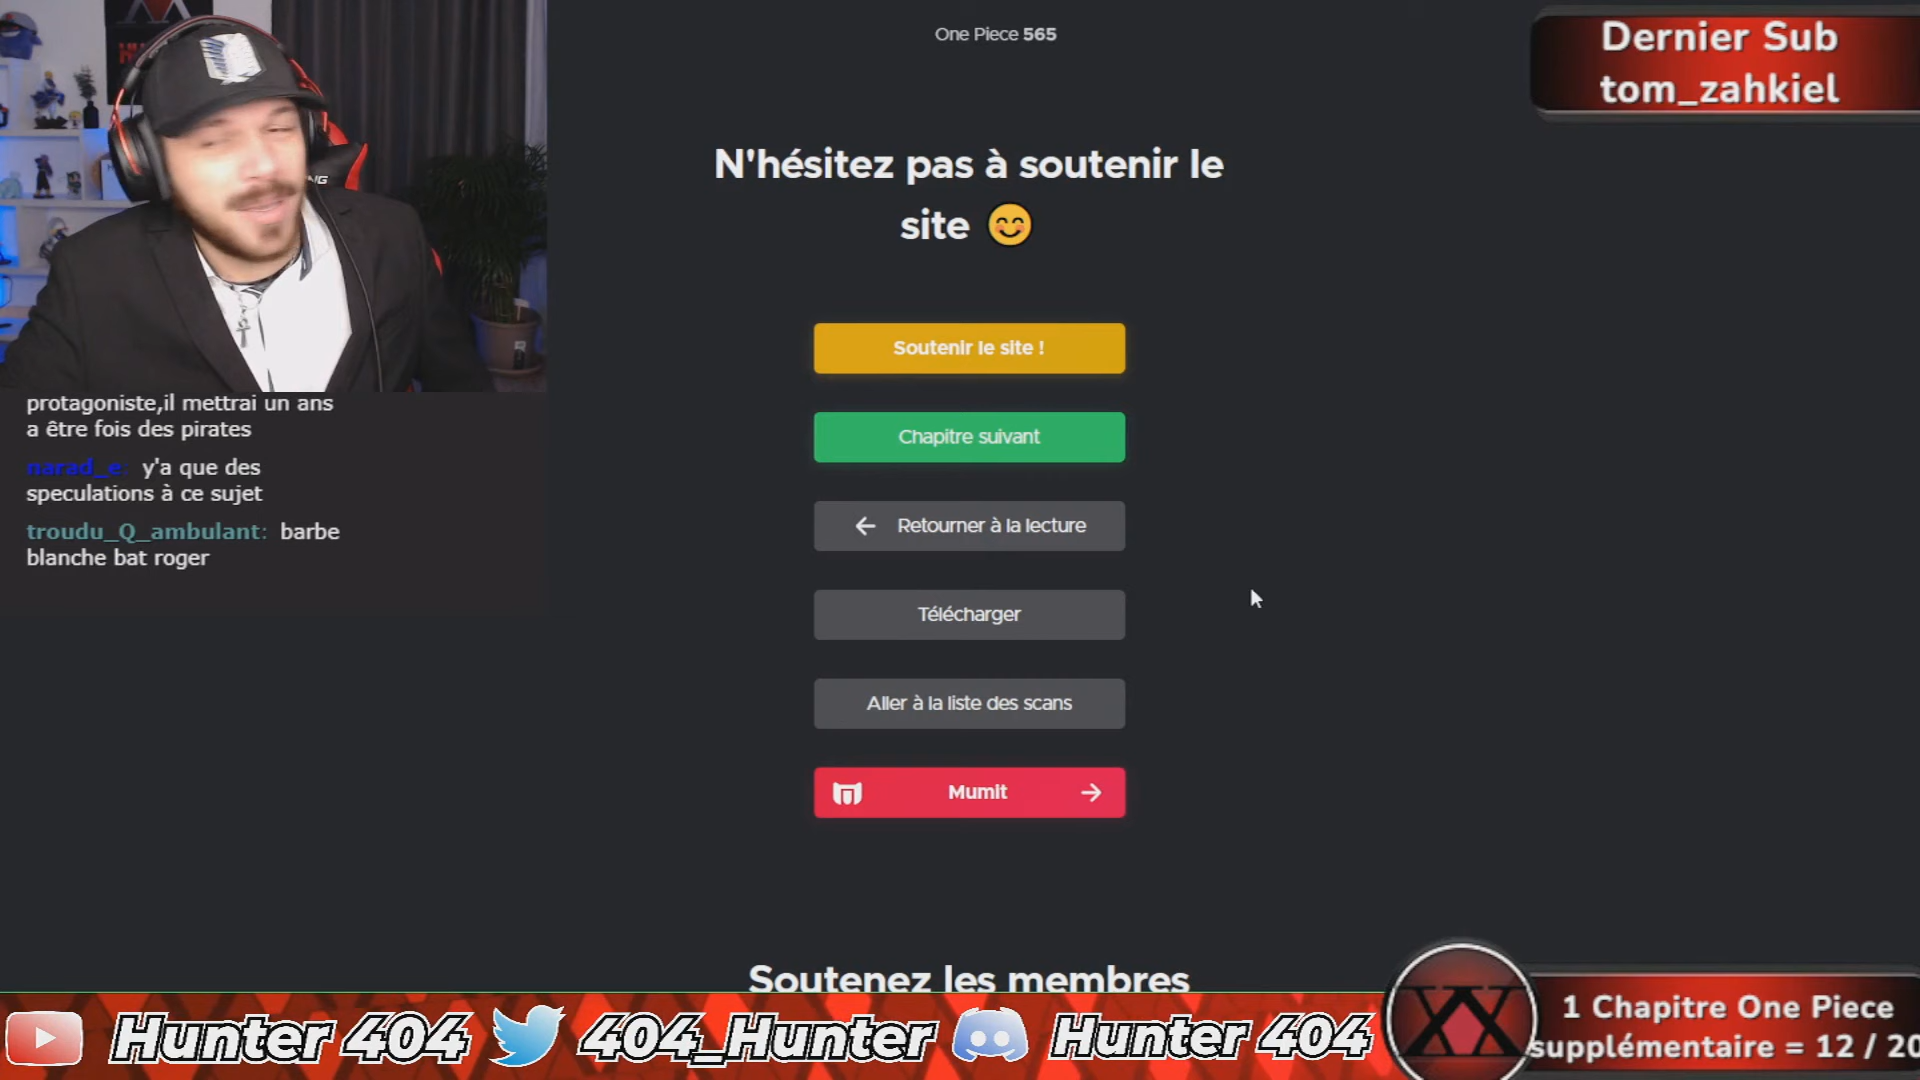 One Piece 565
Dernier Sub
tom_zahkiel
N'hésitez pas à soutenir le
site 😊
Soutenir le site !
Chapitre suivant
Retourner à la lecture
Télécharger
Aller à la liste des scans
Mumit
protagoniste,il mettrai un ans
a être fois des pirates
narad_e: y'a que des
speculations à ce sujet
troudu_Q_ambulant: barbe
blanche bat roger
Soutenez les membres
Hunter 404
404_Hunter
Hunter 404
1 Chapitre One Piece
supplémentaire = 12 / 20